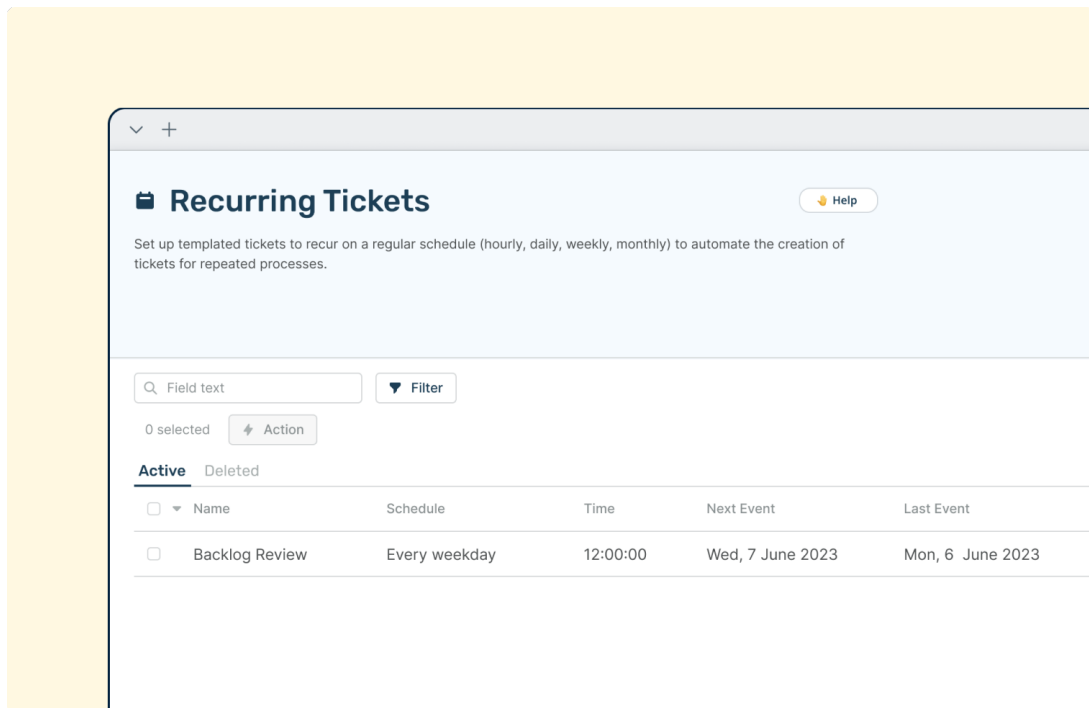 Recurring Tickets
Help
Set up templated tickets to recur on a regular schedule (hourly, daily, weekly, monthly) to automate the creation of
tickets for repeated processes.
Field text
Filter
0 selected
Action
Active Deleted
Name Schedule Time Next Event Last Event
Backlog Review Every weekday 12:00:00 Wed, 7 June 2023 Mon, 6 June 2023